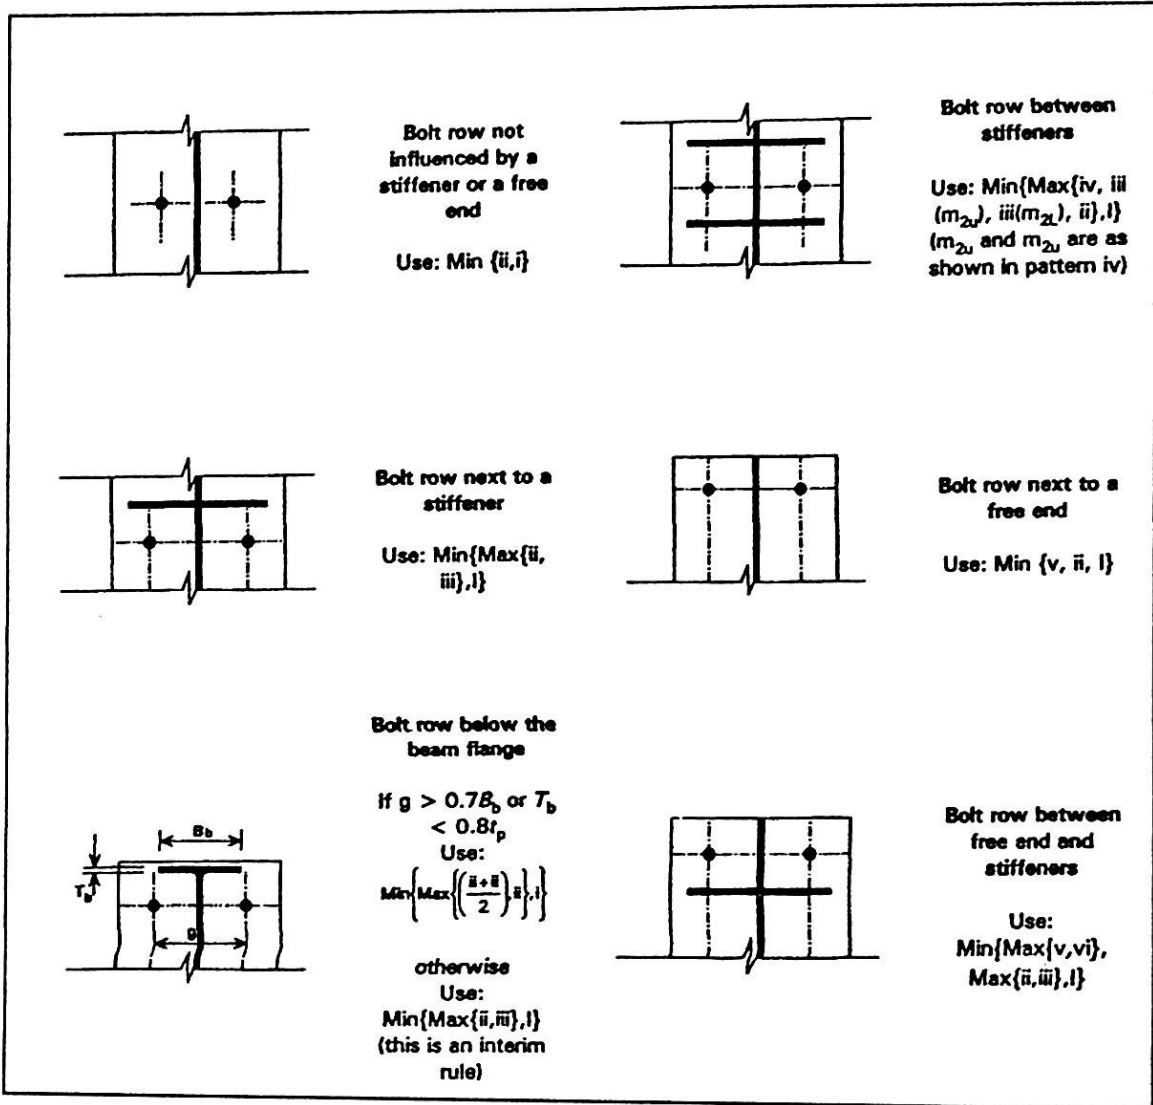 Bolt row not
influenced by a
stiffener or a free
end
Use: Min {ii,i}
Bolt row between
stiffeners
Use: Min{Max{iv, iii
(m2u), iii(m2L), ii},I}
(m2u and m2u are as
shown in pattern iv)
Bolt row next to a
stiffener
Use: Min{Max{ii,
iii},I}
Bolt row next to a
free end
Use: Min {v, ii, I}
Bb
Tb
g
Bolt row below the
beam flange
If g > 0.7Bb or Tb
< 0.8tp
Use:
Min{Max{((ii+iii)/2),ii},I}
otherwise
Use:
Min{Max{ii,iii},I}
(this is an interim
rule)
Bolt row between
free end and
stiffeners
Use:
Min{Max{v,vi},
Max{ii,iii},I}